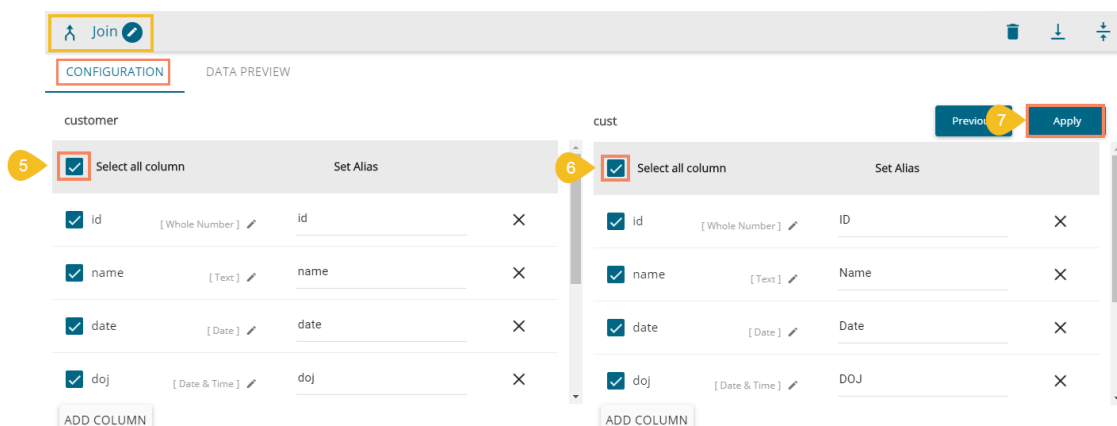 Join
CONFIGURATION DATA PREVIEW
customer
5 Select all column Set Alias
id [ Whole Number ] id
name [ Text ] name
date [ Date ] date
doj [ Date & Time ] doj
ADD COLUMN
cust Previou 7 Apply
6 Select all column Set Alias
id [ Whole Number ] ID
name [ Text ] Name
date [ Date ] Date
doj [ Date & Time ] DOJ
ADD COLUMN